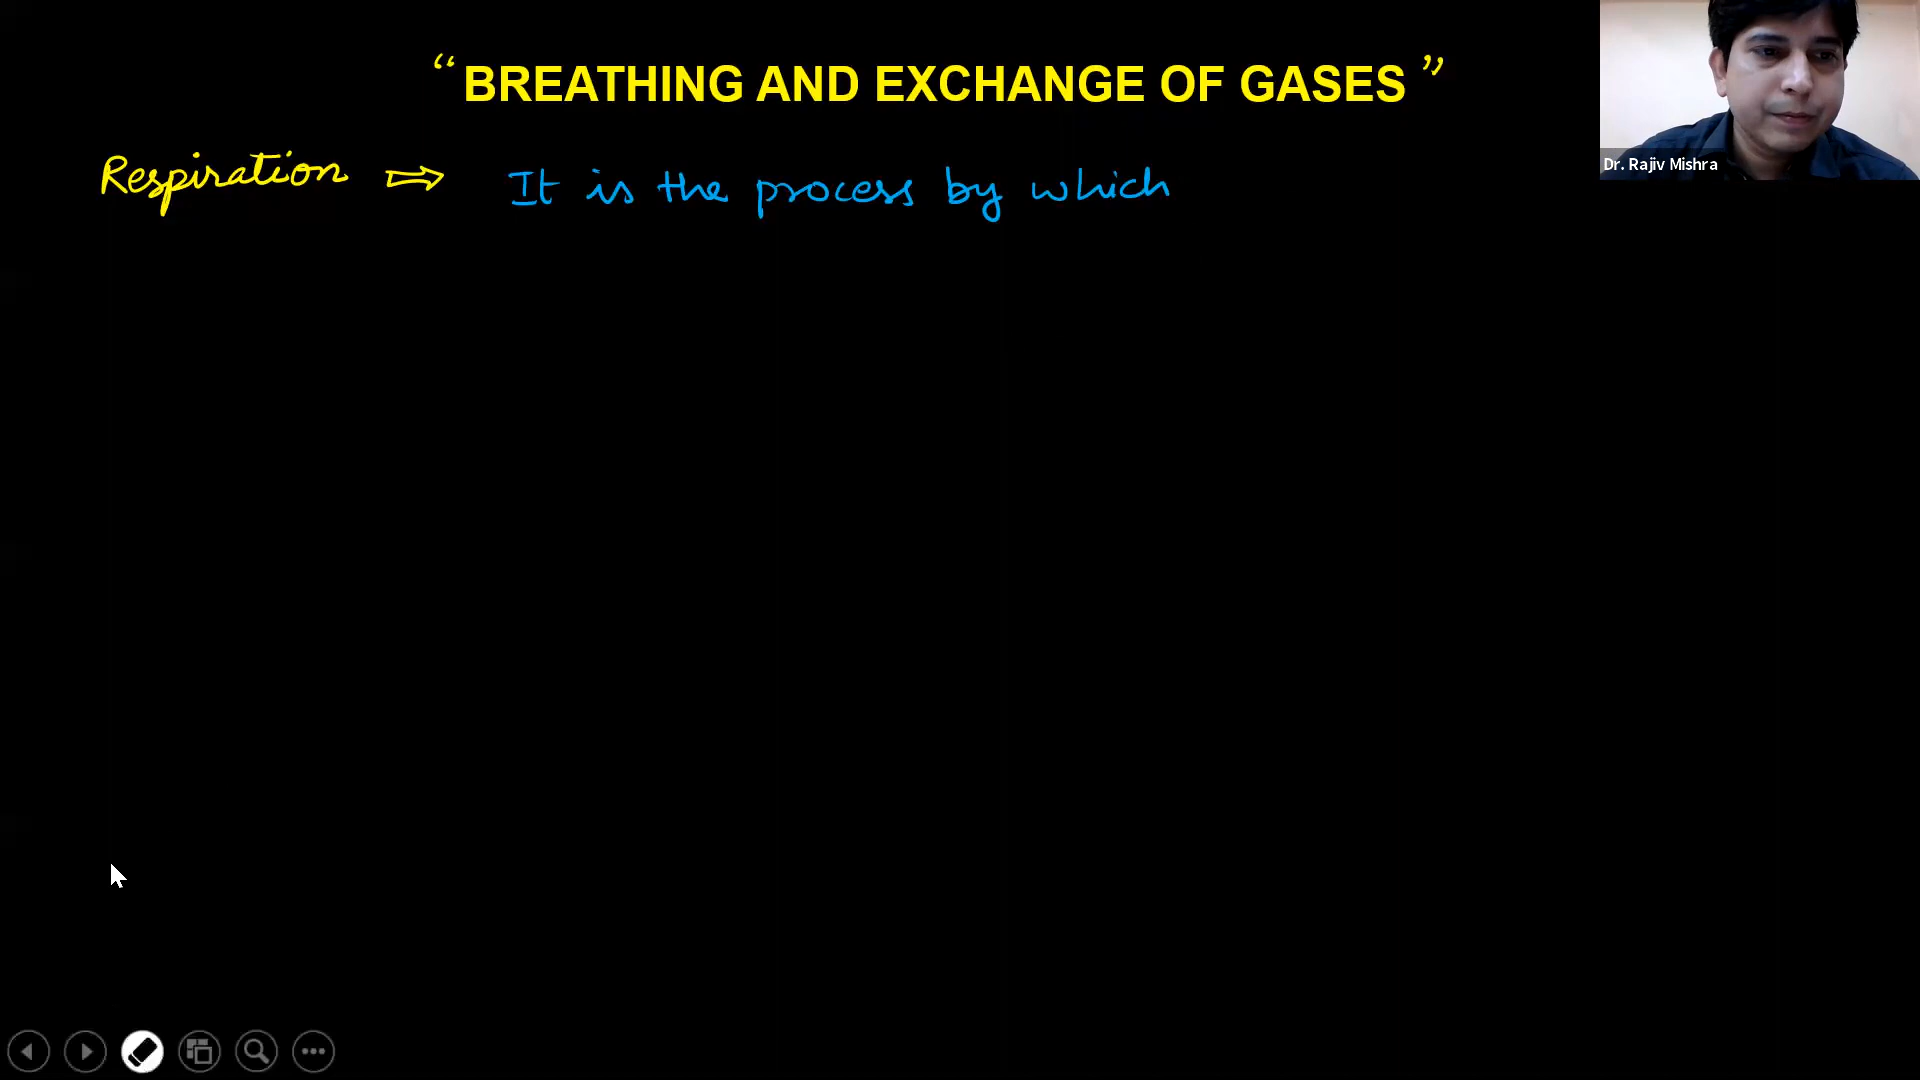 “BREATHING AND EXCHANGE OF GASES”
Dr. Rajiv Mishra
Respiration ⇒ It is the process by which